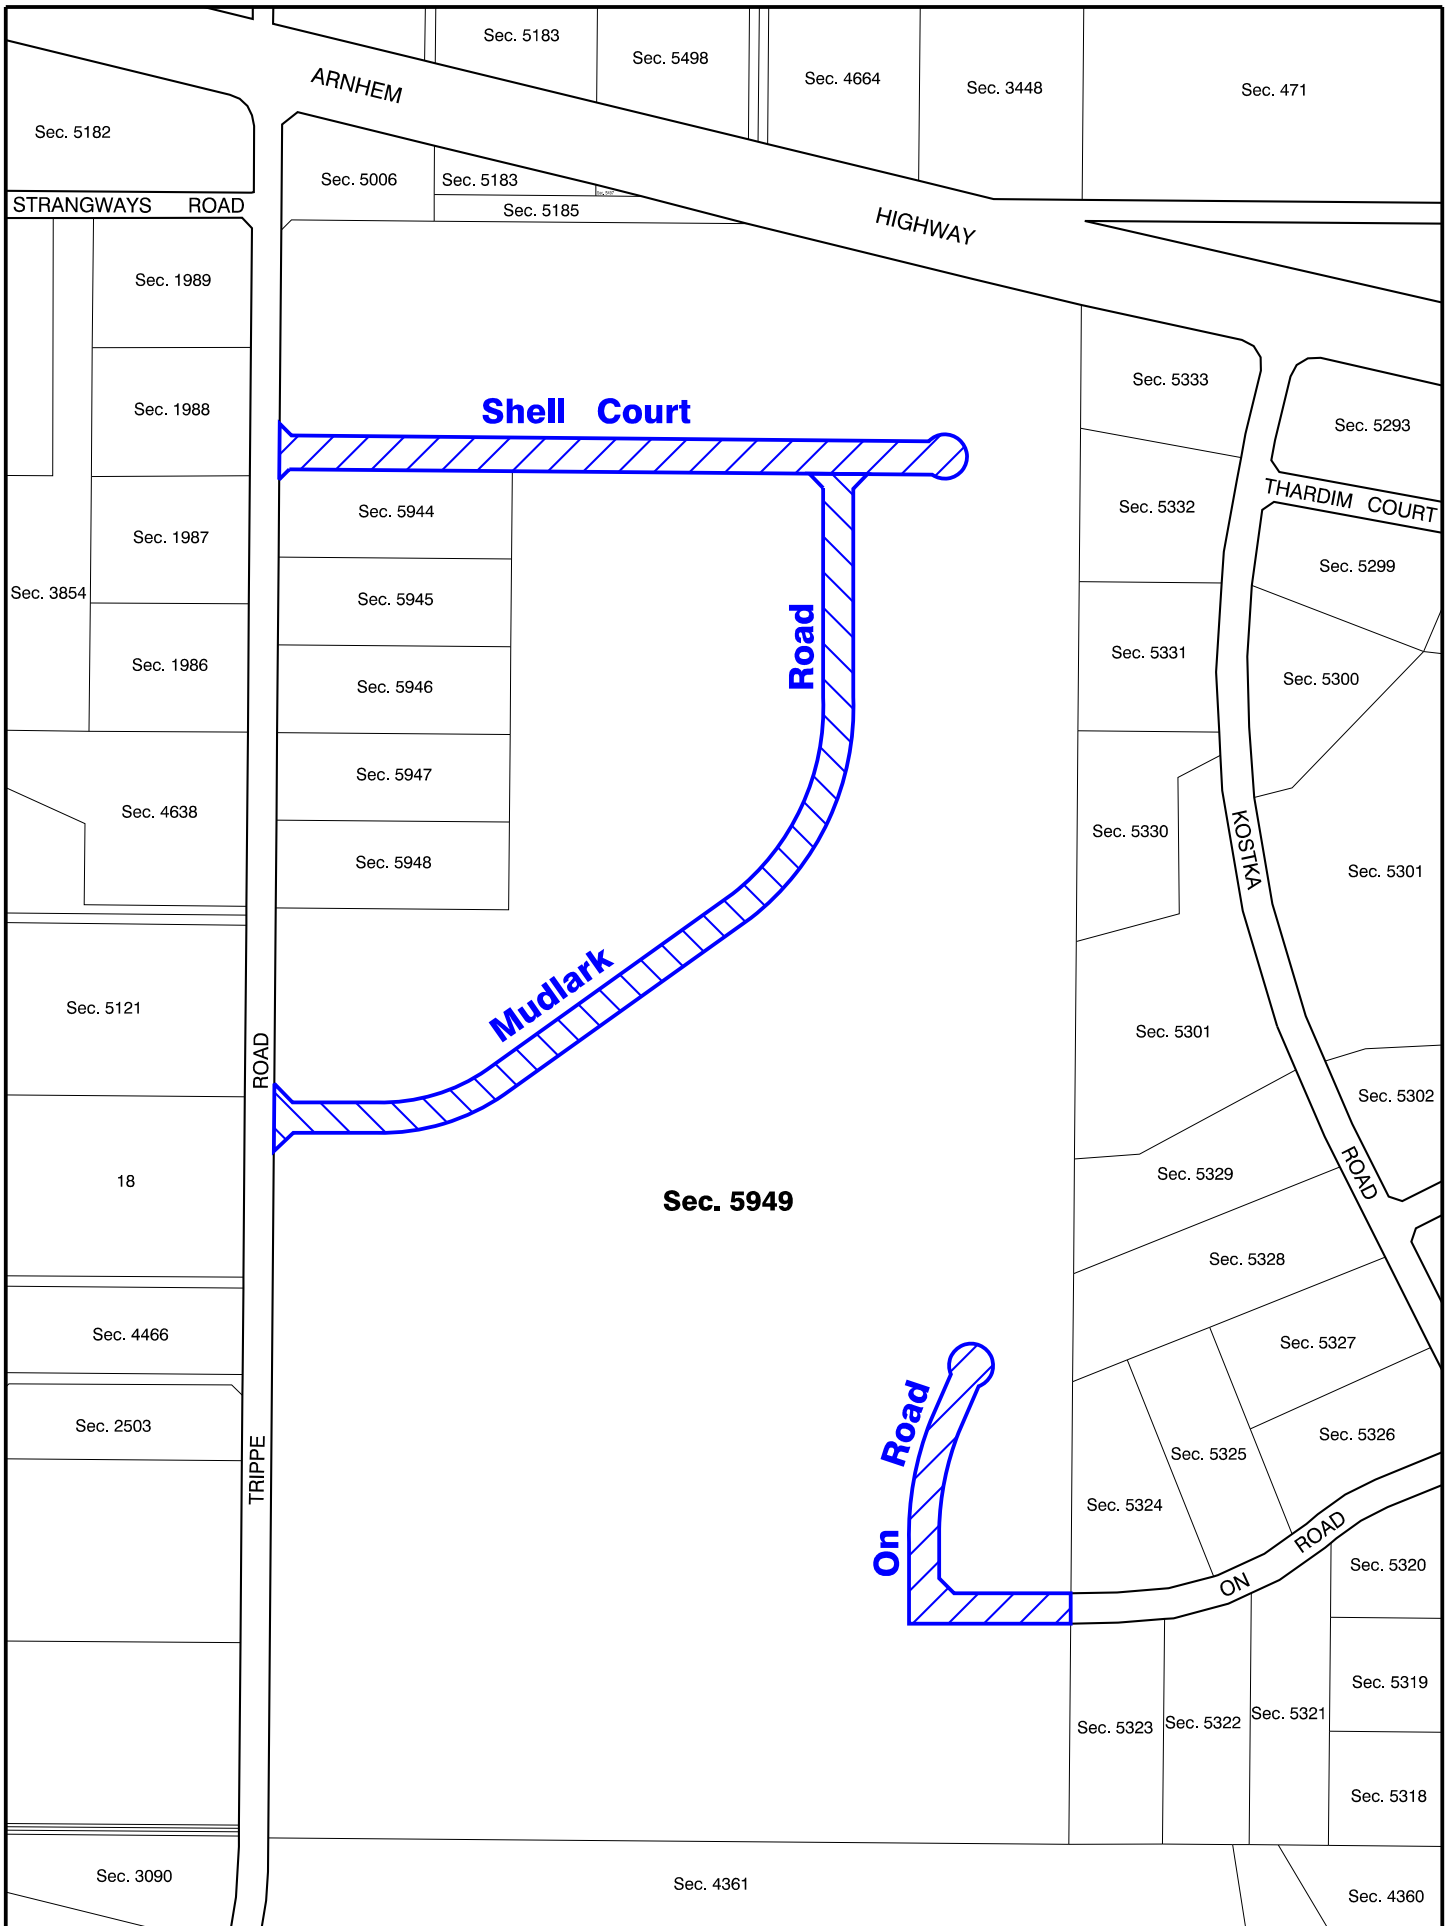 Sec. 5183
Sec. 5498
Sec. 4664
Sec. 3448
Sec. 471
ARNHEM
Sec. 5182
Sec. 5006
Sec. 5183
Sec. 5185
STRANGWAYS ROAD
HIGHWAY
Sec. 1989
Sec. 5333
Sec. 1988
Shell Court
Sec. 5293
THARDIM COURT
Sec. 5944
Sec. 5332
Sec. 1987
Sec. 5299
Sec. 3854
Sec. 5945
Road
Sec. 5331
Sec. 1986
Sec. 5300
Sec. 5946
Sec. 5947
Sec. 4638
Sec. 5330
KOSTKA
Sec. 5948
Sec. 5301
Mudlark
Sec. 5121
Sec. 5301
ROAD
Sec. 5302
18
Sec. 5329
ROAD
Sec. 5949
Sec. 5328
Sec. 4466
Sec. 5327
Road
Sec. 2503
Sec. 5326
Sec. 5325
TRIPPE
Sec. 5324
On
ROAD
ON
Sec. 5320
Sec. 5319
Sec. 5321
Sec. 5322
Sec. 5323
Sec. 5318
Sec. 3090
Sec. 4361
Sec. 4360